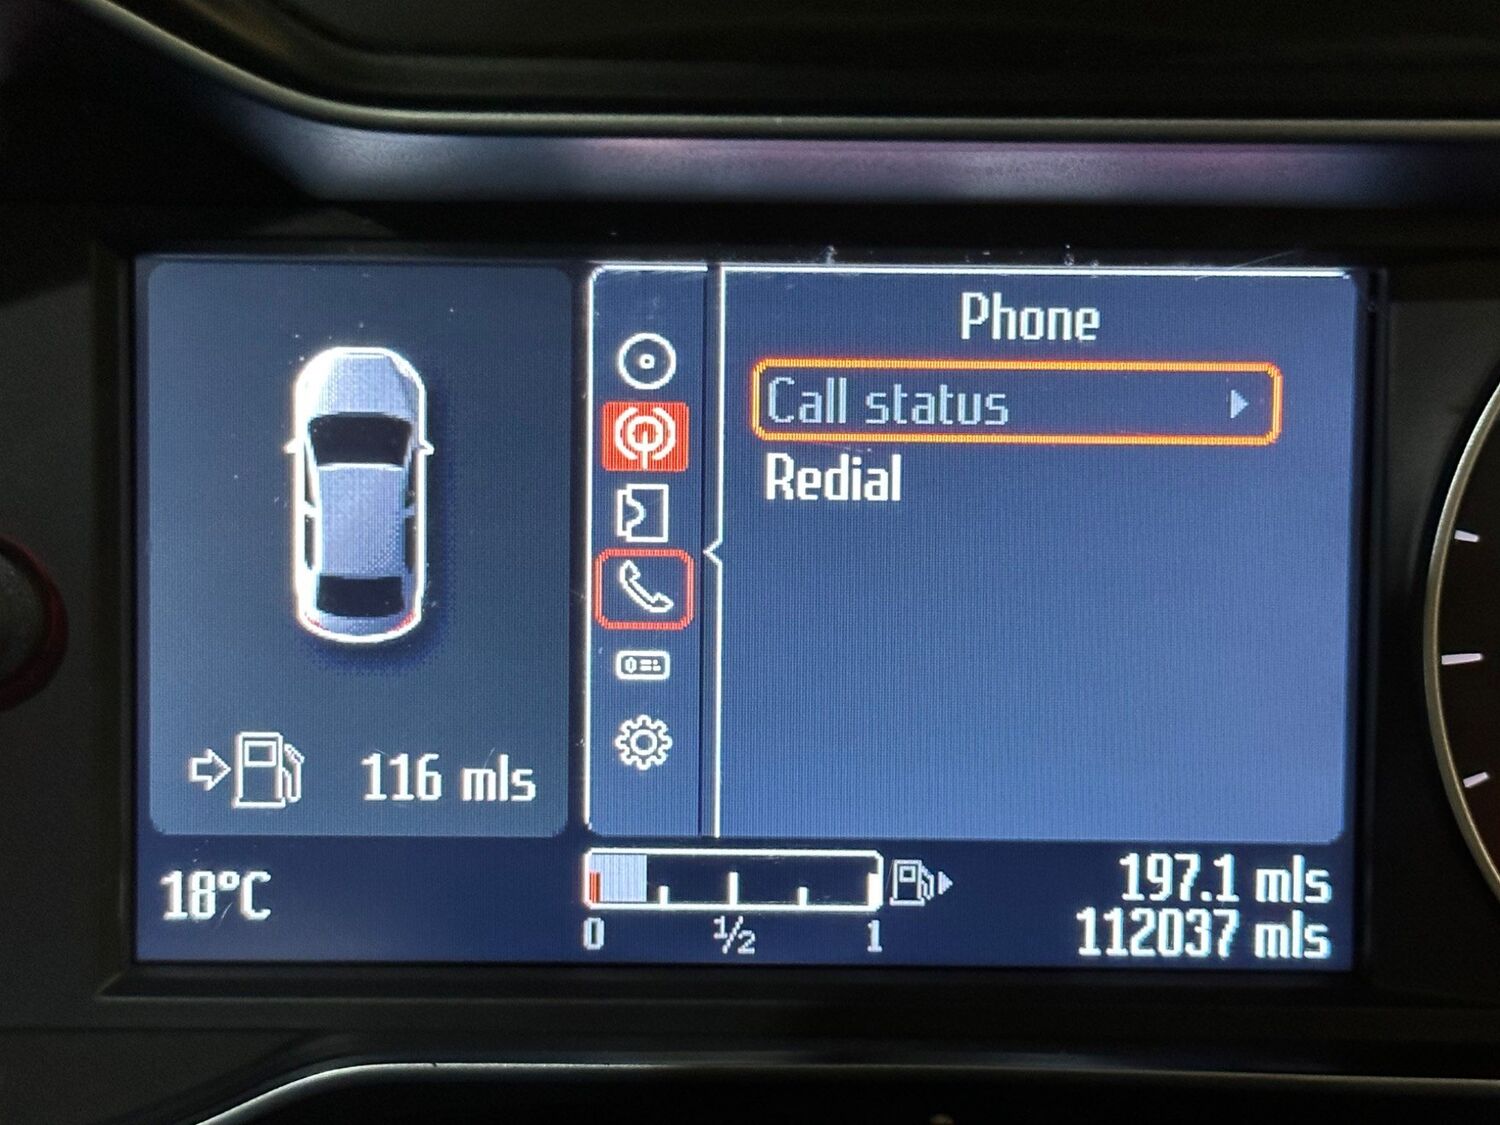 Phone
Call status
Redial
116 mls
18°C
0 1/2 1
197.1 mls
112037 mls